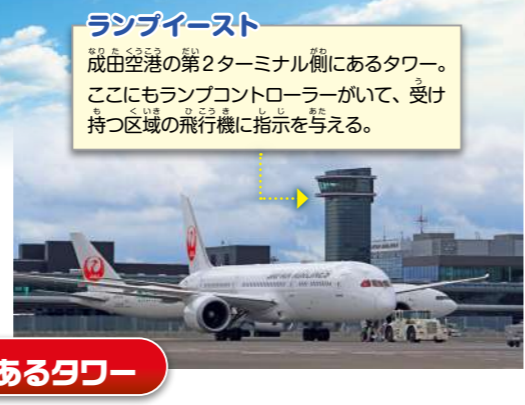 ランプイースト
成田空港の第2ターミナル側にあるタワー。
ここにもランプコントローラーがいて、受け
持つ区域の飛行機に指示を与える。
JAPAN AIRLINES
あるタワー